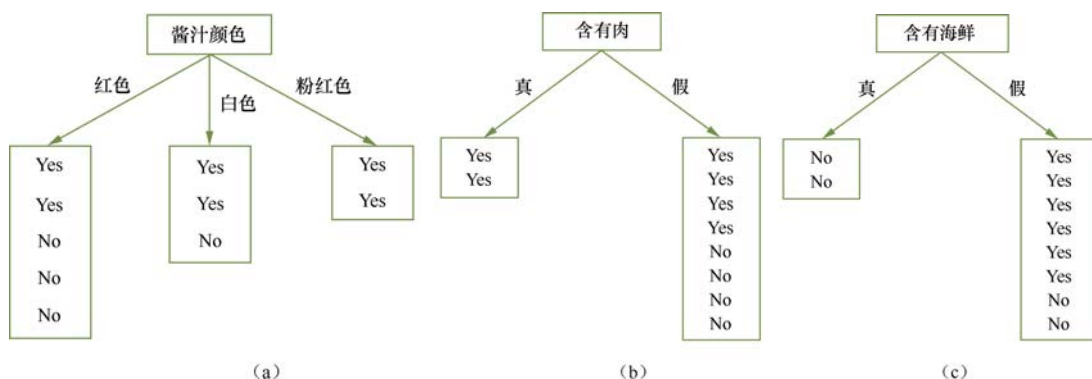 酱汁颜色
红色
白色
粉红色
Yes
Yes
No
No
No
Yes
Yes
No
Yes
Yes
(a)
含有肉
真
假
Yes
Yes
Yes
Yes
Yes
Yes
No
No
No
No
(b)
含有海鲜
真
假
No
No
Yes
Yes
Yes
Yes
Yes
Yes
No
No
(c)